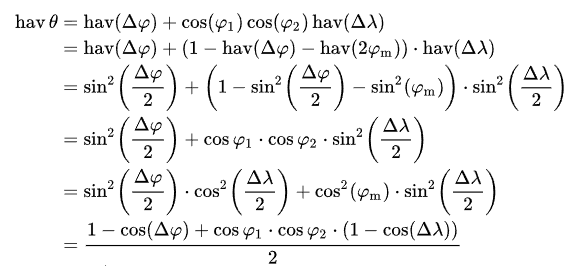 hav θ = hav(Δφ) + cos(φ₁) cos(φ₂) hav(Δλ)
= hav(Δφ) + (1 − hav(Δφ) − hav(2φₘ)) · hav(Δλ)
= sin²(Δφ/2) + (1 − sin²(Δφ/2) − sin²(φₘ)) · sin²(Δλ/2)
= sin²(Δφ/2) + cos φ₁ · cos φ₂ · sin²(Δλ/2)
= sin²(Δφ/2) · cos²(Δλ/2) + cos²(φₘ) · sin²(Δλ/2)
= (1 − cos(Δφ) + cos φ₁ · cos φ₂ · (1 − cos(Δλ)))/2